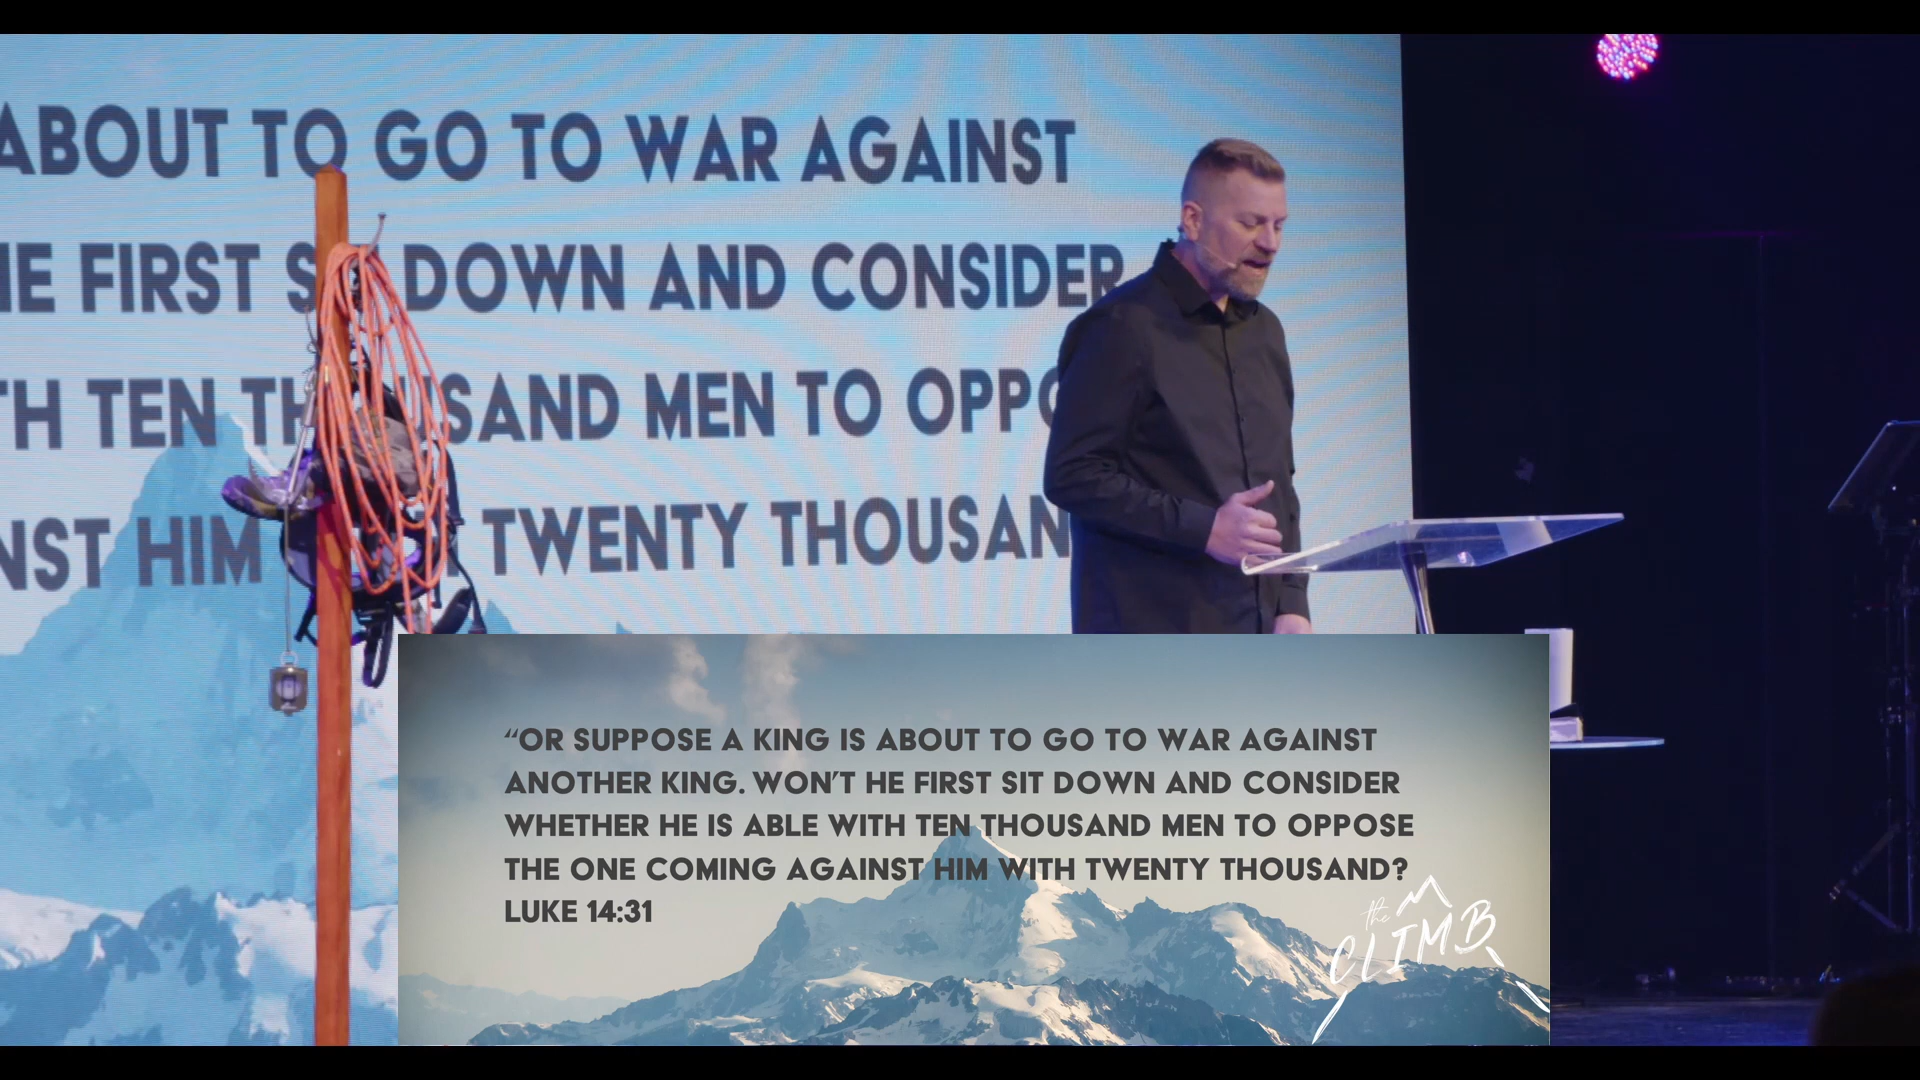 ABOUT TO GO TO WAR AGAINST
HE FIRST SIT DOWN AND CONSIDER
TH TEN THOUSAND MEN TO OPPO
NST HIM TWENTY THOUSAN
“OR SUPPOSE A KING IS ABOUT TO GO TO WAR AGAINST
ANOTHER KING. WON’T HE FIRST SIT DOWN AND CONSIDER
WHETHER HE IS ABLE WITH TEN THOUSAND MEN TO OPPOSE
THE ONE COMING AGAINST HIM WITH TWENTY THOUSAND?
LUKE 14:31
the
CLIMB